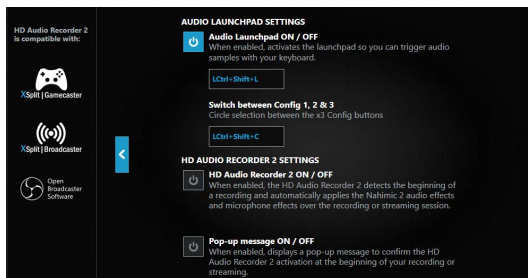 HD Audio Recorder 2
is compatible with:
XSplit | Gamecaster
XSplit | Broadcaster
Open
Broadcaster
Software
AUDIO LAUNCHPAD SETTINGS
Audio Launchpad ON / OFF
When enabled, activates the launchpad so you can trigger audio
samples with your keyboard.
LCtrl+Shift+L
Switch between Config 1, 2 & 3
Circle selection between the x3 Config buttons
LCtrl+Shift+C
HD AUDIO RECORDER 2 SETTINGS
HD Audio Recorder 2 ON / OFF
When enabled, the HD Audio Recorder 2 detects the beginning of
a recording and automatically applies the Nahimic 2 audio effects
and microphone effects over the recording or streaming session.
Pop-up message ON / OFF
When enabled, displays a pop-up message to confirm the HD
Audio Recorder 2 activation at the beginning of your recording or
streaming.